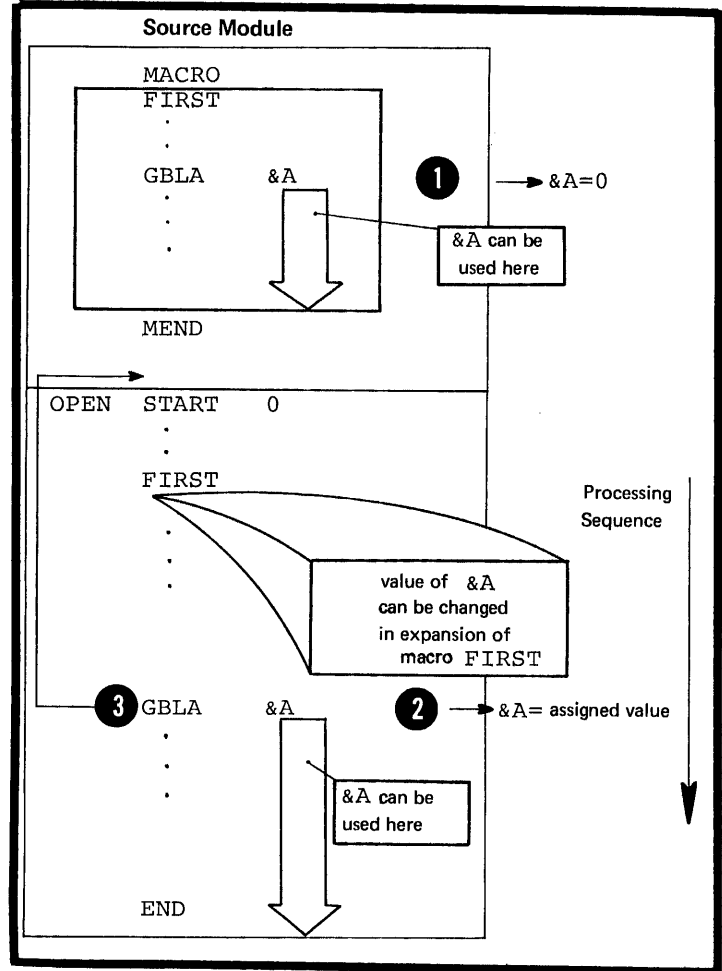 Source Module
MACRO
FIRST
.
.
GBLA &A
1
→ &A=0
.
.
.
&A can be
used here
MEND
OPEN START 0
.
.
FIRST
Processing
Sequence
.
.
.
value of &A
can be changed
in expansion of
macro FIRST
3 GBLA &A
2
→ &A= assigned value
.
.
.
&A can be
used here
END